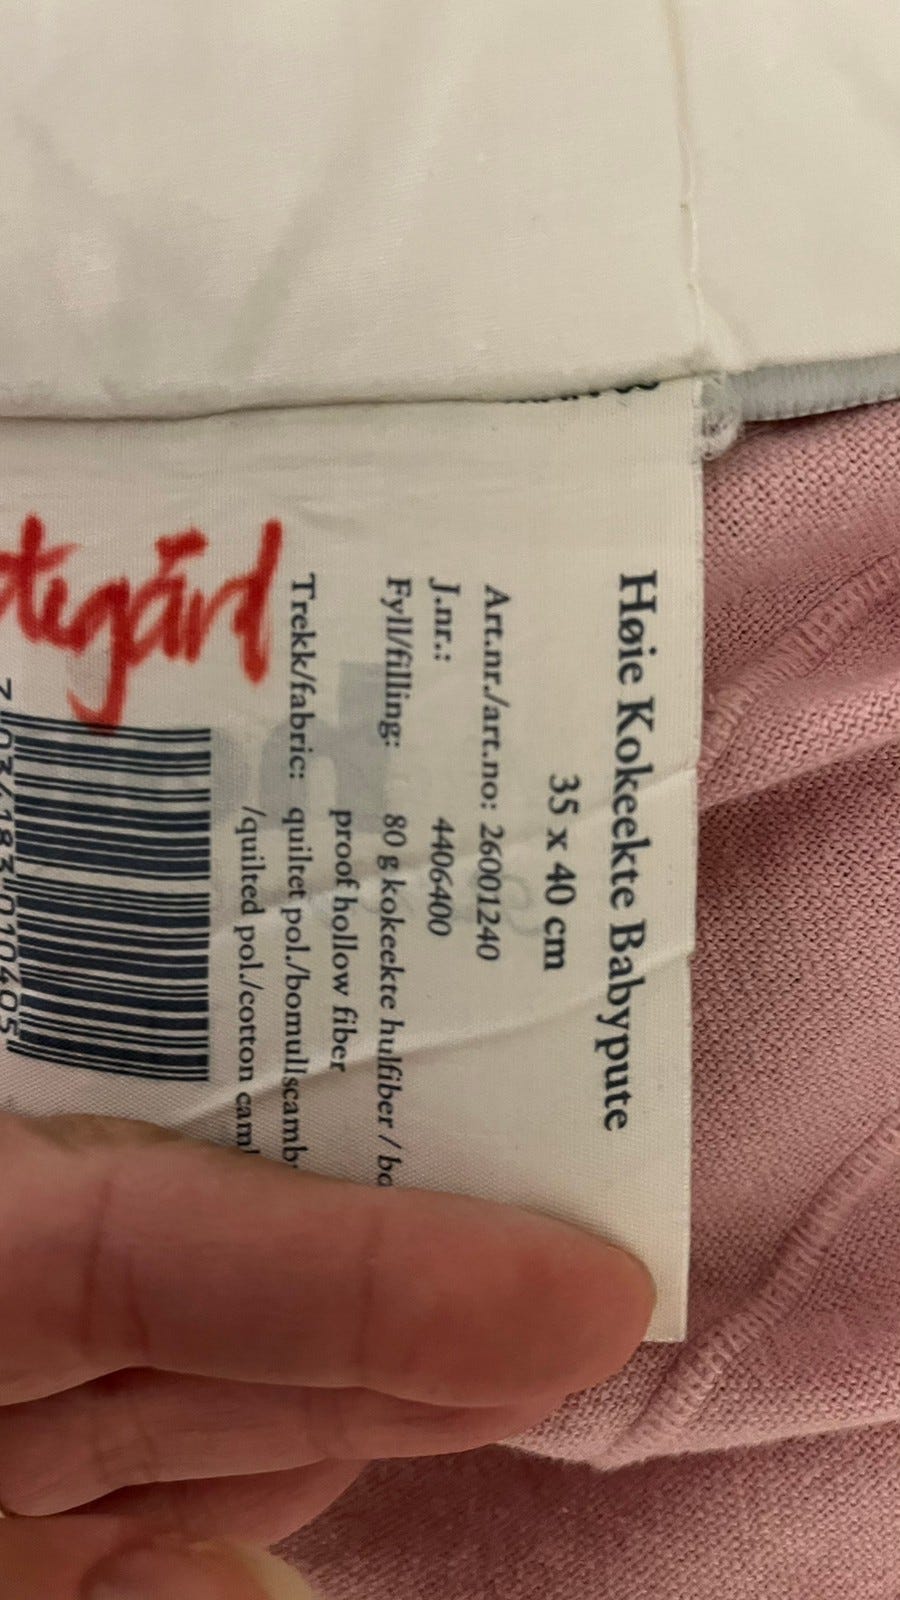 Høie Kokeekte Babypute
35 x 40 cm
Art.nr./art.no: 26001240
J.nr.: 4406400
Fyll/filling: 80 g kokeekte hulfiber /
proof hollow fiber
Trekk/fabric: quiltet pol./bomullscamb
/quilted pol./cotton cam